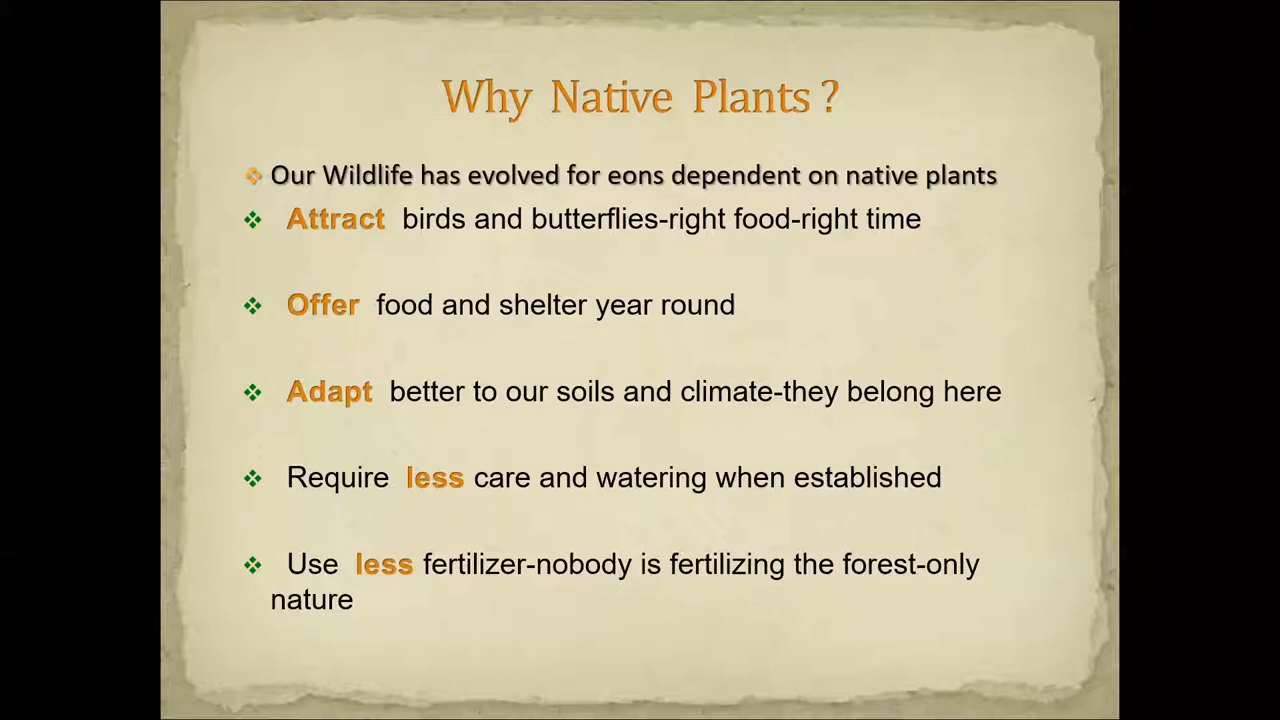 Why Native Plants ?
Our Wildlife has evolved for eons dependent on native plants
Attract birds and butterflies-right food-right time
Offer food and shelter year round
Adapt better to our soils and climate-they belong here
Require less care and watering when established
Use less fertilizer-nobody is fertilizing the forest-only
nature